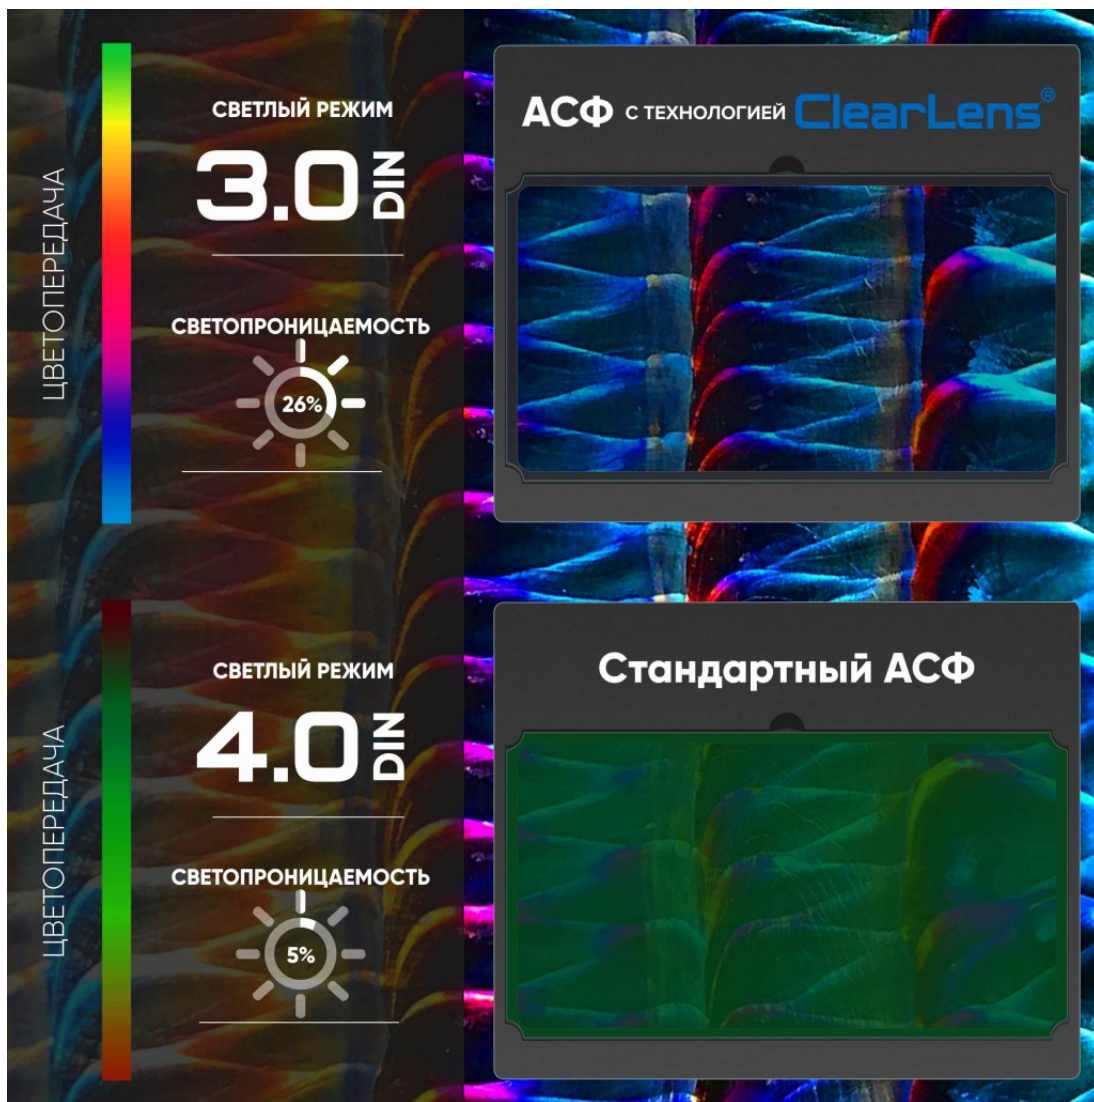 СВЕТЛЫЙ РЕЖИМ
3.0 DIN
ЦВЕТОПЕРЕДАЧА
СВЕТОПРОНИЦАЕМОСТЬ
26%
АСФ С ТЕХНОЛОГИЕЙ ClearLens®
СВЕТЛЫЙ РЕЖИМ
4.0 DIN
ЦВЕТОПЕРЕДАЧА
СВЕТОПРОНИЦАЕМОСТЬ
5%
Стандартный АСФ